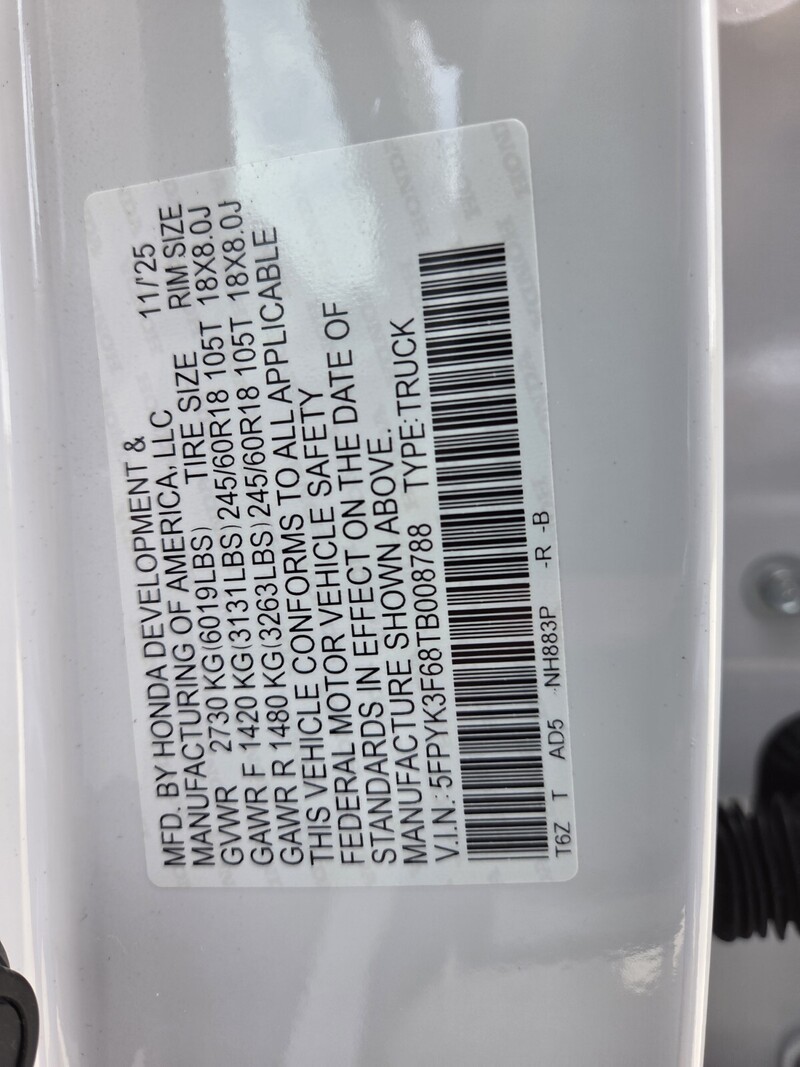 MFD. BY HONDA DEVELOPMENT &
MANUFACTURING OF AMERICA, LLC 11/'25
GVWR 2730 KG(6019LBS) TIRE SIZE RIM SIZE
GAWR F 1420 KG(3131LBS)245/60R18 105T 18X8.0J
GAWR R 1480 KG(3263LBS)245/60R18 105T 18X8.0J
THIS VEHICLE CONFORMS TO ALL APPLICABLE
FEDERAL MOTOR VEHICLE SAFETY
STANDARDS IN EFFECT ON THE DATE OF
MANUFACTURE SHOWN ABOVE.
V.I.N.:5FPYK3F68TB008788 TYPE:TRUCK
T6Z T AD5 NH883P -R -B